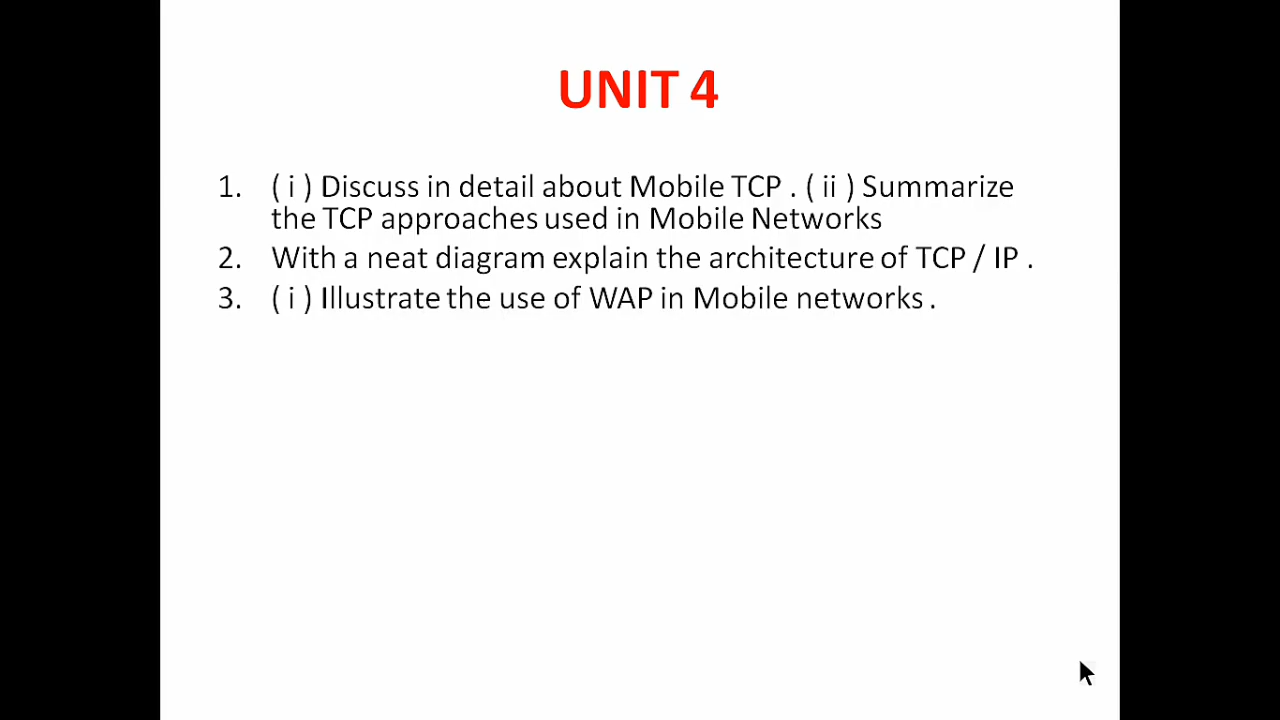 UNIT 4
1. ( i ) Discuss in detail about Mobile TCP . ( ii ) Summarize
the TCP approaches used in Mobile Networks
2. With a neat diagram explain the architecture of TCP / IP .
3. ( i ) Illustrate the use of WAP in Mobile networks .